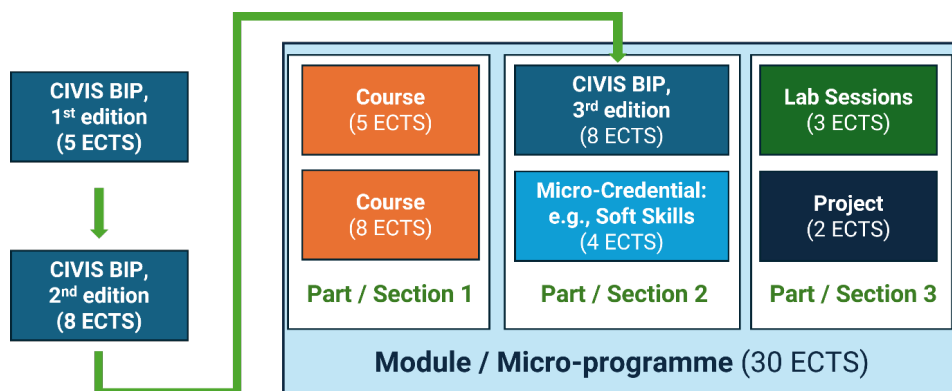 CIVIS BIP,
1st edition
(5 ECTS)
CIVIS BIP,
2nd edition
(8 ECTS)
Course
(5 ECTS)
Course
(8 ECTS)
Part / Section 1
CIVIS BIP,
3rd edition
(8 ECTS)
Micro-Credential:
e.g., Soft Skills
(4 ECTS)
Part / Section 2
Lab Sessions
(3 ECTS)
Project
(2 ECTS)
Part / Section 3
Module / Micro-programme (30 ECTS)